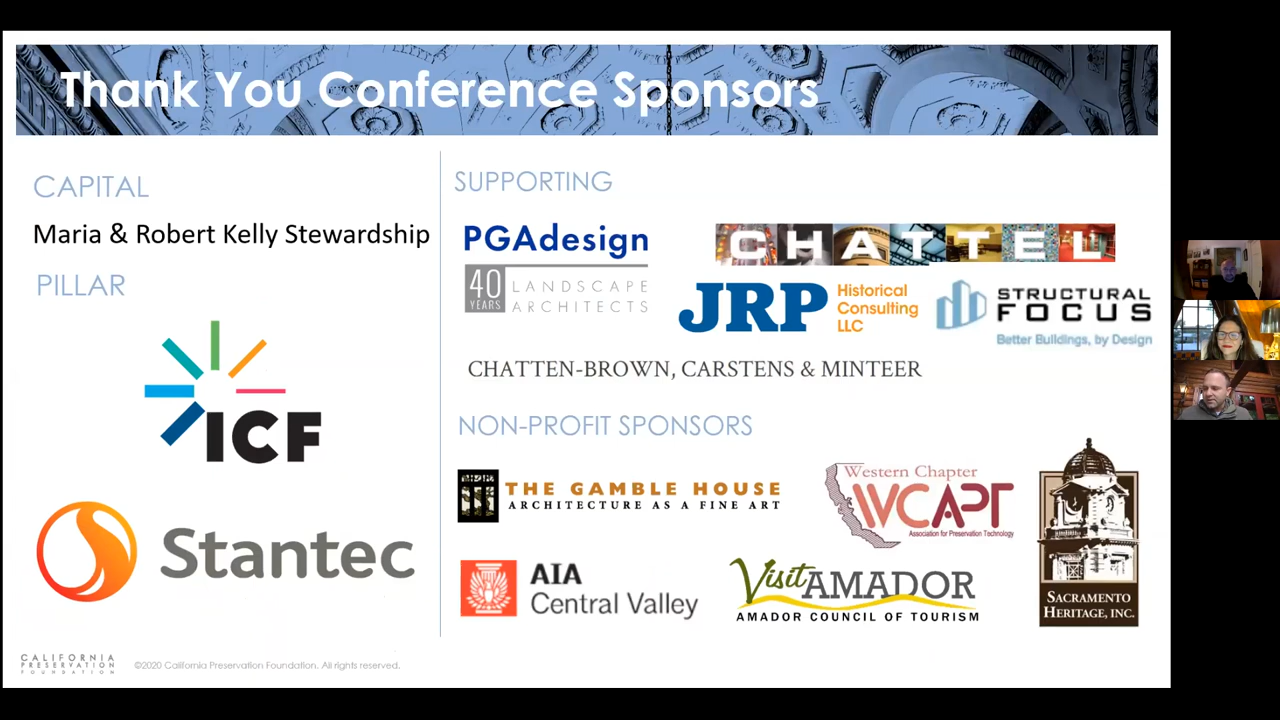 Thank You Conference Sponsors
CAPITAL
Maria & Robert Kelly Stewardship
PILLAR
ICF
Stantec
SUPPORTING
PGAdesign
40 YEARS
LANDSCAPE
ARCHITECTS
CHATTEL
JRP
Historical
Consulting
LLC
STRUCTURAL
FOCUS
Better Buildings, by Design
CHATTEN-BROWN, CARSTENS & MINTEER
NON-PROFIT SPONSORS
THE GAMBLE HOUSE
ARCHITECTURE AS A FINE ART
Western Chapter
WCAPT
Association for Preservation Technology
SACRAMENTO
HERITAGE, INC.
AIA
Central Valley
Visit AMADOR
AMADOR COUNCIL OF TOURISM
CALIFORNIA
PRESERVATION
FOUNDATION
©2020 California Preservation Foundation. All rights reserved.